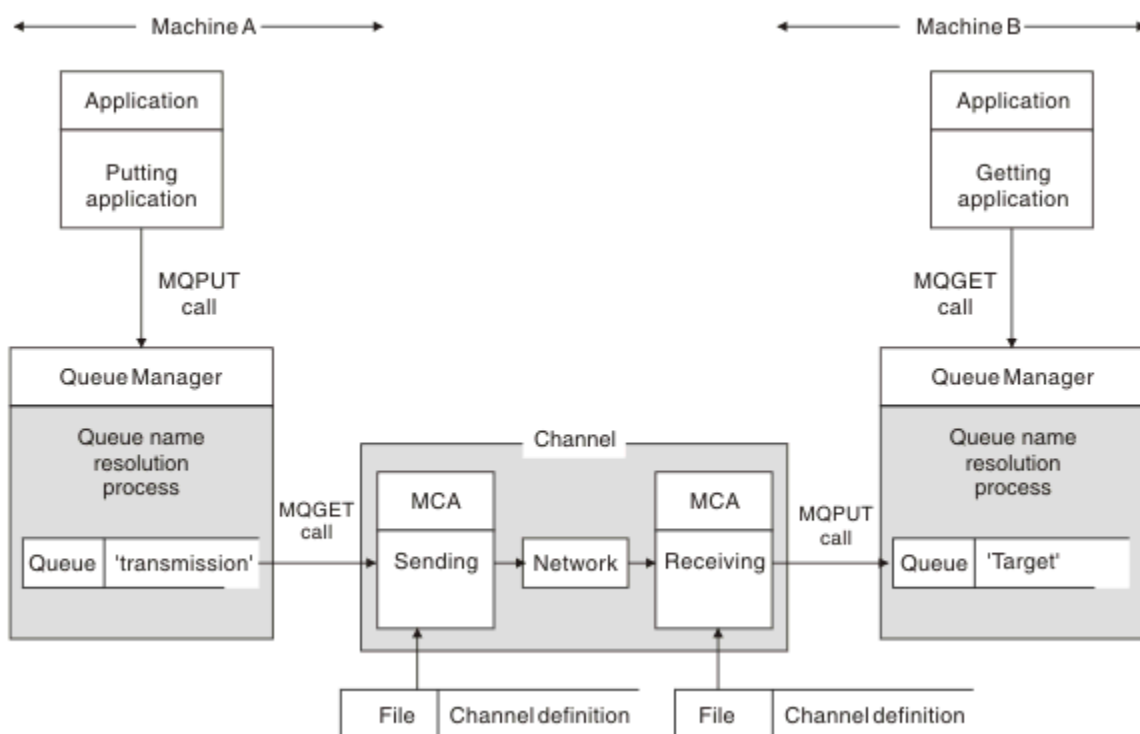 Machine A
Machine B
Application
Putting
application
Application
Getting
application
MQPUT
call
MQGET
call
Queue Manager
Queue name
resolution
process
Queue 'transmission'
MQGET
call
Channel
MCA
Sending
Network
MCA
Receiving
MQPUT
call
Queue Manager
Queue name
resolution
process
Queue 'Target'
File Channel definition
File Channel definition